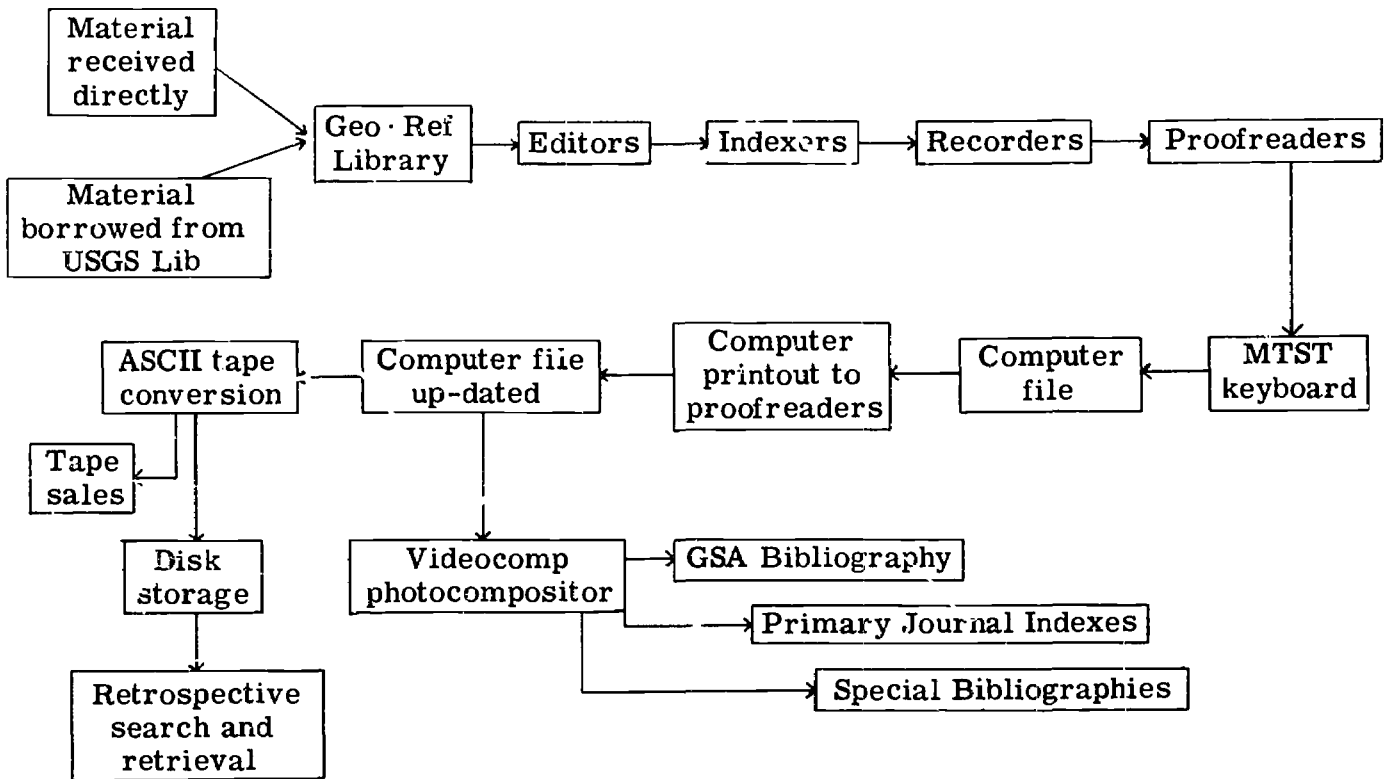 Material
received
directly
Material
borrowed from
USGS Lib
Geo · Ref
Library
Editors
Indexers
Recorders
Proofreaders
MTST
keyboard
Computer
file
Computer
printout to
proofreaders
Computer file
up-dated
ASCII tape
conversion
Tape
sales
Disk
storage
Retrospective
search and
retrieval
Videocomp
photocompositor
GSA Bibliography
Primary Journal Indexes
Special Bibliographies